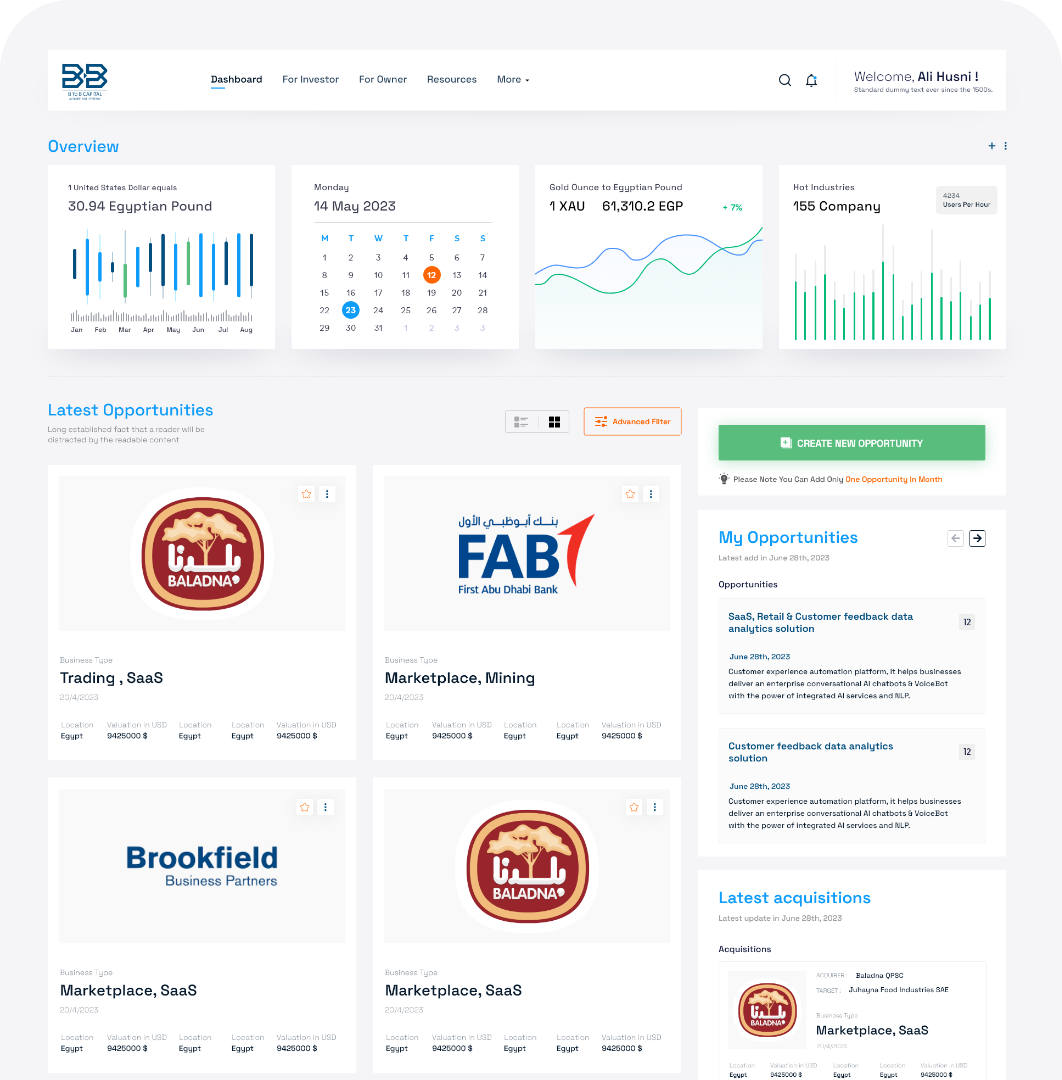 BB
B TO B CAPITAL
Dashboard
For Investor
For Owner
Resources
More
Welcome, Ali Husni !
Standard dummy text ever since the 1500s.
Overview
1 United States Dollar equals
30.94 Egyptian Pound
Jan Feb Mar Apr May Jun Jul Aug
Monday
14 May 2023
M T W T F S S
1 2 3 4 5 6 7
8 9 10 11 12 13 14
15 16 17 18 19 20 21
22 23 24 25 26 27 28
29 30 31 1 2 3 3
Gold Ounce to Egyptian Pound
1 XAU 61,310.2 EGP + 7%
Hot Industries
155 Company
4234
Users Per Hour
Latest Opportunities
Long established fact that a reader will be
distracted by the readable content
Advanced Filter
بلدنا
BALADNA
Business Type
Trading , SaaS
20/4/2023
Location Valuation in USD Location Location Valuation in USD
Egypt 9425000 $ Egypt Egypt 9425000 $
بنك أبوظبي الأول
FAB
First Abu Dhabi Bank
Business Type
Marketplace, Mining
20/4/2023
Location Valuation in USD Location Location Valuation in USD
Egypt 9425000 $ Egypt Egypt 9425000 $
Brookfield
Business Partners
Business Type
Marketplace, SaaS
20/4/2023
Location Valuation in USD Location Location Valuation in USD
Egypt 9425000 $ Egypt Egypt 9425000 $
بلدنا
BALADNA
Business Type
Marketplace, SaaS
20/4/2023
Location Valuation in USD Location Location Valuation in USD
Egypt 9425000 $ Egypt Egypt 9425000 $
CREATE NEW OPPORTUNITY
Please Note You Can Add Only One Opportunity In Month
My Opportunities
Latest add in June 28th, 2023
Opportunities
SaaS, Retail & Customer feedback data
analytics solution
12
June 28th, 2023
Customer experience automation platform, it helps businesses
deliver an enterprise conversational AI chatbots & VoiceBot
with the power of integrated AI services and NLP.
Customer feedback data analytics
solution
12
June 28th, 2023
Customer experience automation platform, it helps businesses
deliver an enterprise conversational AI chatbots & VoiceBot
with the power of integrated AI services and NLP.
Latest acquisitions
Latest update in June 28th, 2023
Acquisitions
بلدنا
BALADNA
ACQUIRER : Baladna QPSC
TARGET : Juhayna Food Industries SAE
Business Type
Marketplace, SaaS
20/4/2023
Location Valuation in USD Location Location Valuation in USD
Egypt 9425000 $ Egypt Egypt 9425000 $